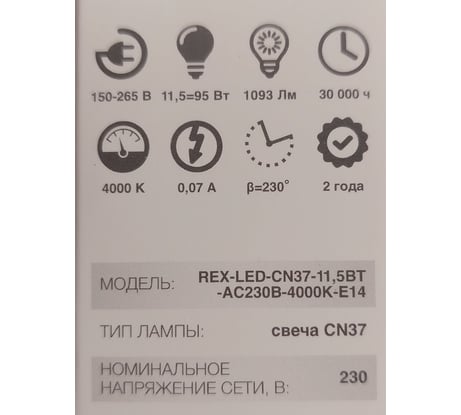 150-265 В 11,5=95 Вт 1093 Лм 30 000 ч
4000 К 0,07 А β=230° 2 года
МОДЕЛЬ: REX-LED-CN37-11,5ВТ
-AC230В-4000К-E14
ТИП ЛАМПЫ: свеча CN37
НОМИНАЛЬНОЕ
НАПРЯЖЕНИЕ СЕТИ, В: 230